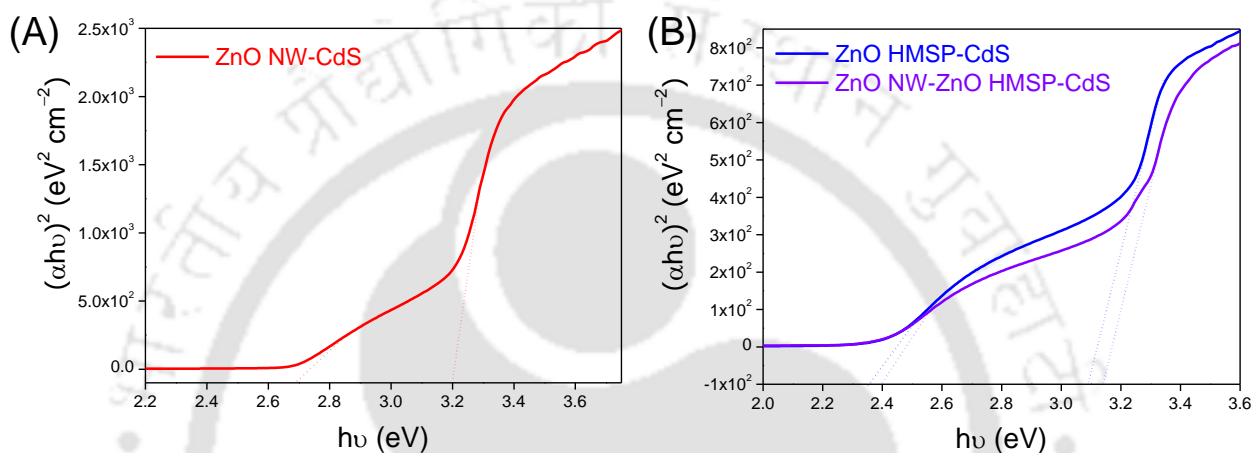 (A)
ZnO NW-CdS
(αhυ)² (eV² cm⁻²)
2.5x10³
2.0x10³
1.5x10³
1.0x10³
5.0x10²
0.0
2.2 2.4 2.6 2.8 3.0 3.2 3.4 3.6
hυ (eV)
(B)
ZnO HMSP-CdS
ZnO NW-ZnO HMSP-CdS
(αhυ)² (eV² cm⁻²)
8x10²
7x10²
6x10²
5x10²
4x10²
3x10²
2x10²
1x10²
0
-1x10²
2.0 2.2 2.4 2.6 2.8 3.0 3.2 3.4 3.6
hυ (eV)